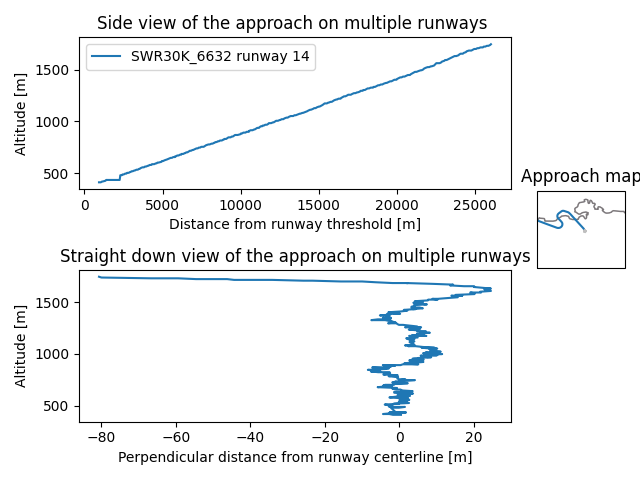 Side view of the approach on multiple runways
SWR30K_6632 runway 14
Altitude [m]
1500
1000
500
0 5000 10000 15000 20000 25000
Distance from runway threshold [m]
Approach map
Straight down view of the approach on multiple runways
Altitude [m]
1500
1000
500
−80 −60 −40 −20 0 20
Perpendicular distance from runway centerline [m]